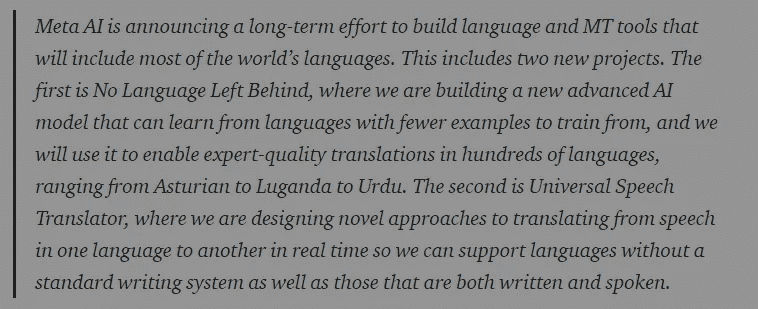 Meta AI is announcing a long-term effort to build language and MT tools that
will include most of the world’s languages. This includes two new projects. The
first is No Language Left Behind, where we are building a new advanced AI
model that can learn from languages with fewer examples to train from, and we
will use it to enable expert-quality translations in hundreds of languages,
ranging from Asturian to Luganda to Urdu. The second is Universal Speech
Translator, where we are designing novel approaches to translating from speech
in one language to another in real time so we can support languages without a
standard writing system as well as those that are both written and spoken.